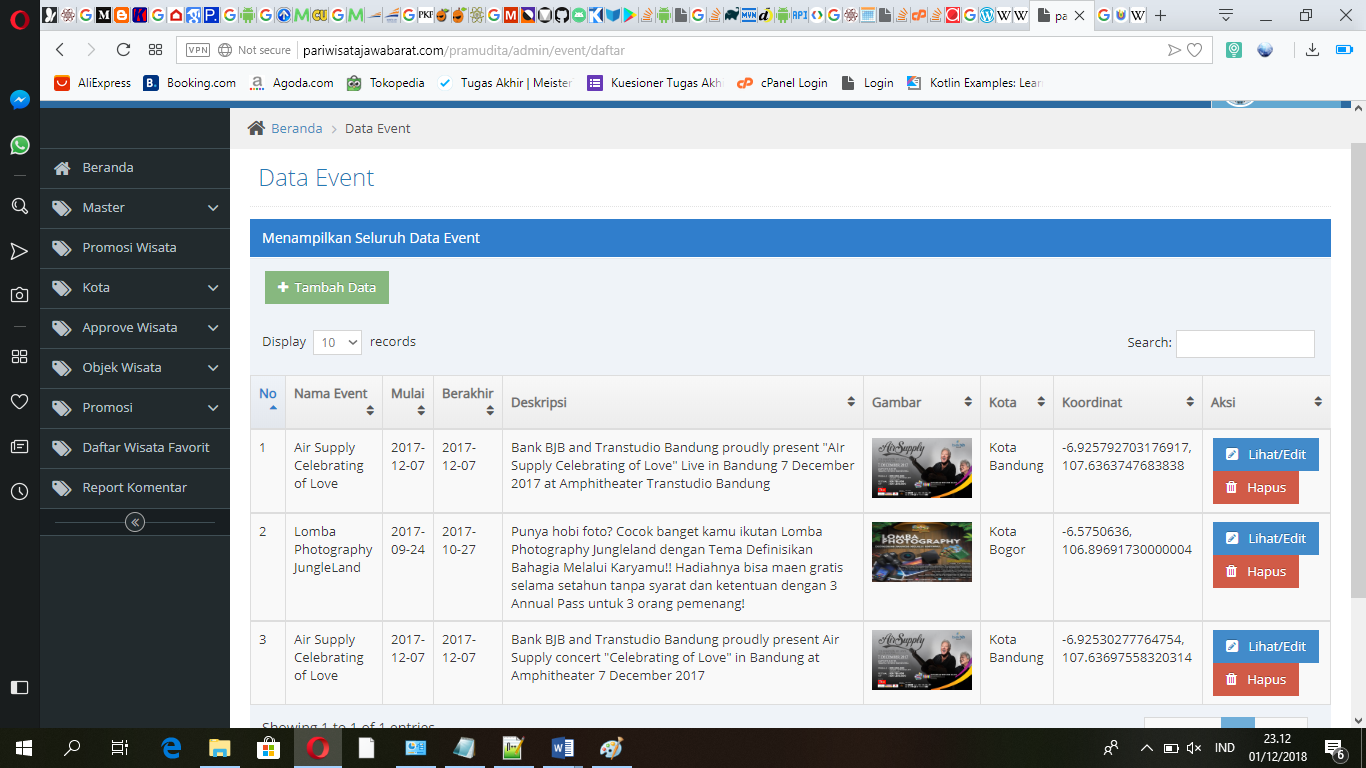 VPN
Not secure
pariwisatajawabarat.com/pramudita/admin/event/daftar
AliExpress
Booking.com
Agoda.com
Tokopedia
Tugas Akhir | Meister
Kuesioner Tugas Akh
cPanel Login
Login
Kotlin Examples: Lear
Beranda
Master
Promosi Wisata
Kota
Approve Wisata
Objek Wisata
Promosi
Daftar Wisata Favorit
Report Komentar
Beranda > Data Event
Data Event
Menampilkan Seluruh Data Event
Tambah Data
Display 10 records
Search:
No
Nama Event
Mulai
Berakhir
Deskripsi
Gambar
Kota
Koordinat
Aksi
1
Air Supply
Celebrating
of Love
2017-
12-07
2017-
12-07
Bank BJB and Transtudio Bandung proudly present "AIr
Supply Celebrating of Love" Live in Bandung 7 December
2017 at Amphitheater Transtudio Bandung
AirSupply
Kota
Bandung
-6.925792703176917,
107.6363747683838
Lihat/Edit
Hapus
2
Lomba
Photography
JungleLand
2017-
09-24
2017-
10-27
Punya hobi foto? Cocok banget kamu ikutan Lomba
Photography Jungleland dengan Tema Definisikan
Bahagia Melalui Karyamu!! Hadiahnya bisa maen gratis
selama setahun tanpa syarat dan ketentuan dengan 3
Annual Pass untuk 3 orang pemenang!
LOMBA
PHOTOGRAPHY
Kota
Bogor
-6.5750636,
106.89691730000004
Lihat/Edit
Hapus
3
Air Supply
Celebrating
of Love
2017-
12-07
2017-
12-07
Bank BJB and Transtudio Bandung proudly present Air
Supply concert "Celebrating of Love" in Bandung at
Amphitheater 7 December 2017
AirSupply
Kota
Bandung
-6.92530277764754,
107.63697558320314
Lihat/Edit
Hapus
Showing 1 to 1 of 1 entries
IND
23.12
01/12/2018
6